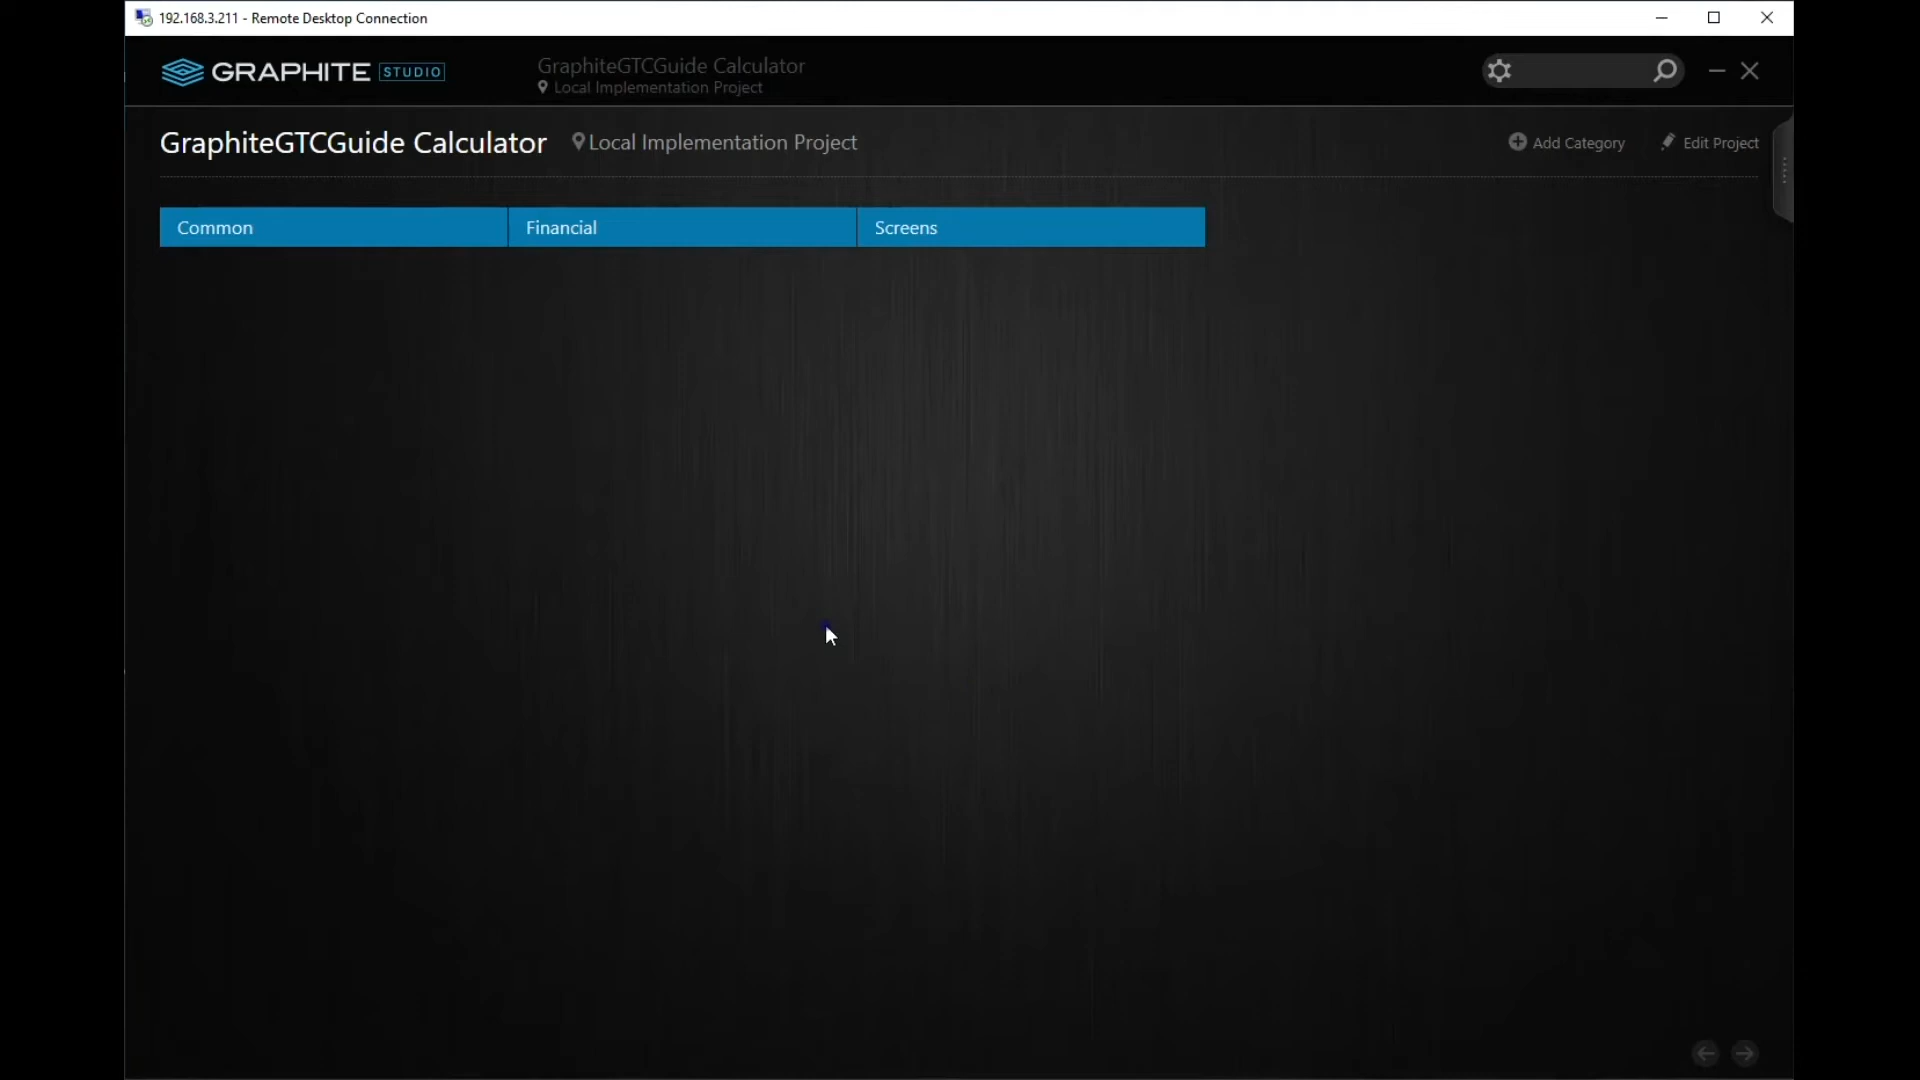 192.168.3.211 - Remote Desktop Connection
GRAPHITE STUDIO
GraphiteGTCGuide Calculator
Local Implementation Project
GraphiteGTCGuide Calculator Local Implementation Project
Add Category Edit Project
Common Financial Screens